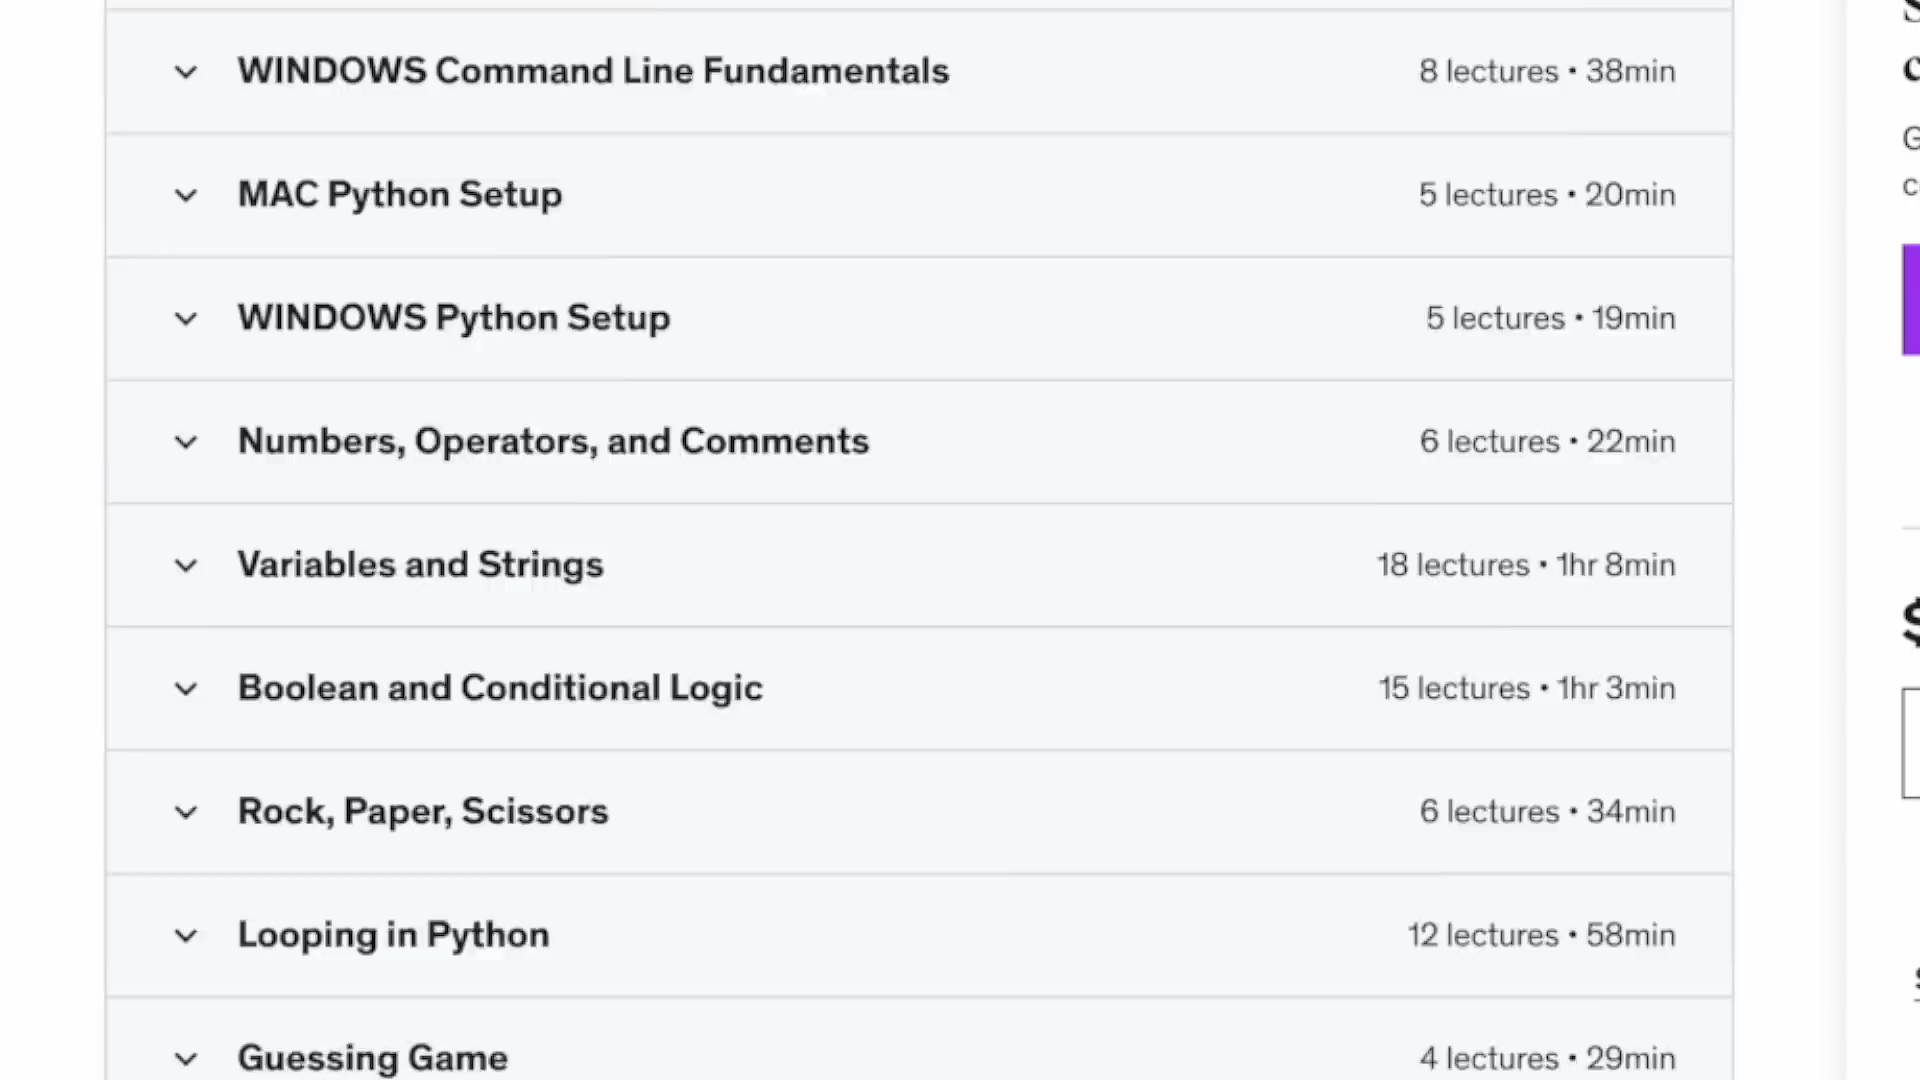 WINDOWS Command Line Fundamentals 8 lectures • 38min
MAC Python Setup 5 lectures • 20min
WINDOWS Python Setup 5 lectures • 19min
Numbers, Operators, and Comments 6 lectures • 22min
Variables and Strings 18 lectures • 1hr 8min
Boolean and Conditional Logic 15 lectures • 1hr 3min
Rock, Paper, Scissors 6 lectures • 34min
Looping in Python 12 lectures • 58min
Guessing Game 4 lectures • 29min